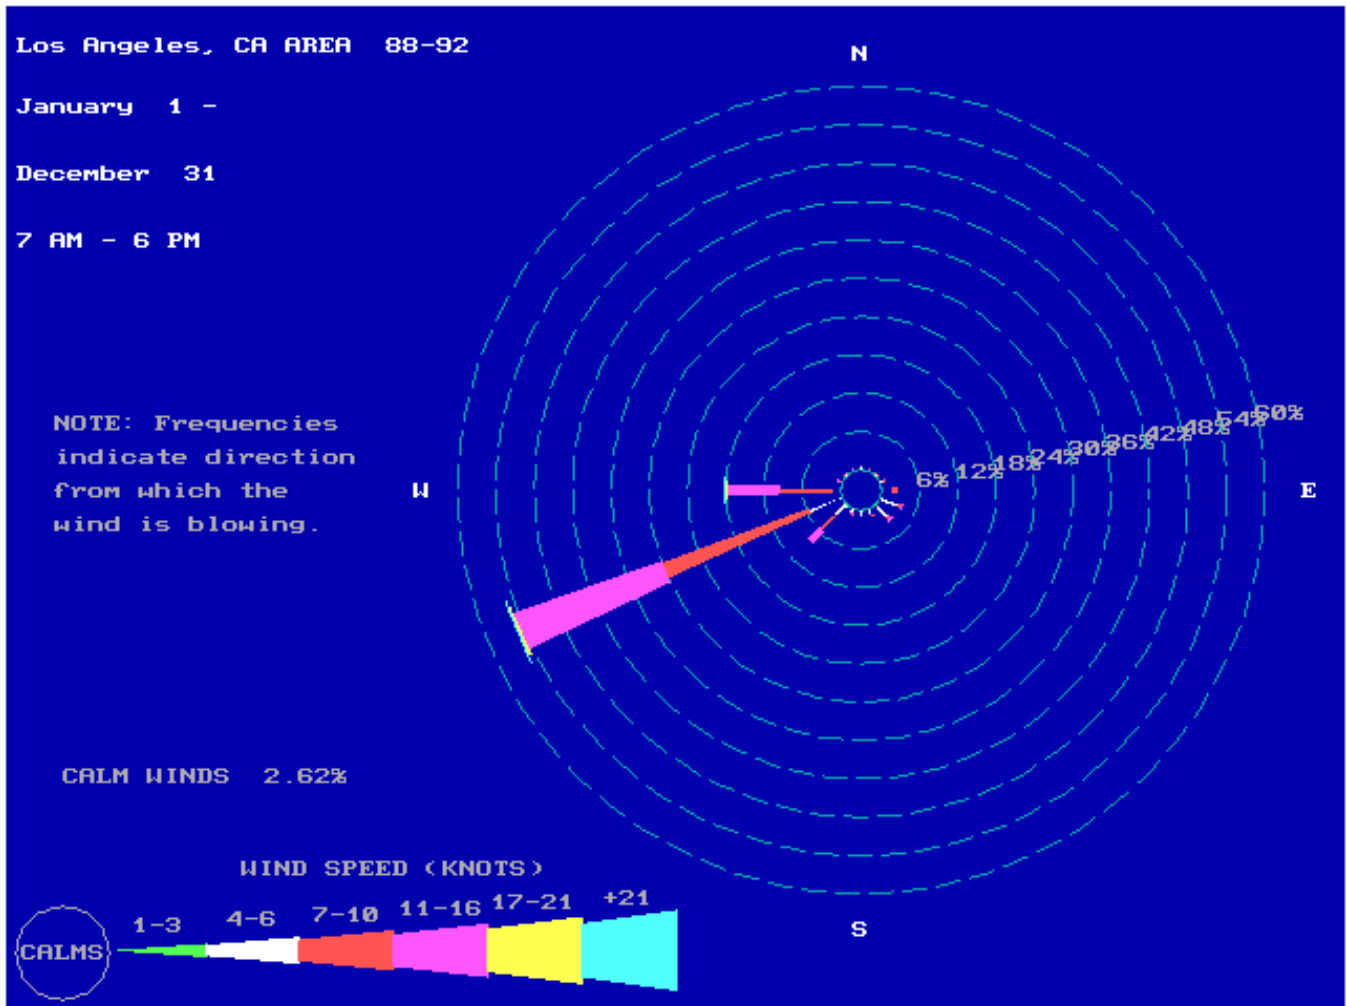 Los Angeles, CA AREA 88-92
N
January 1 -
December 31
7 AM - 6 PM
NOTE: Frequencies
indicate direction
from which the
wind is blowing.
W
6% 12% 18% 24% 30% 36% 42% 48% 54% 60%
E
CALM WINDS 2.62%
WIND SPEED (KNOTS)
1-3 4-6 7-10 11-16 17-21 +21
S
CALMS